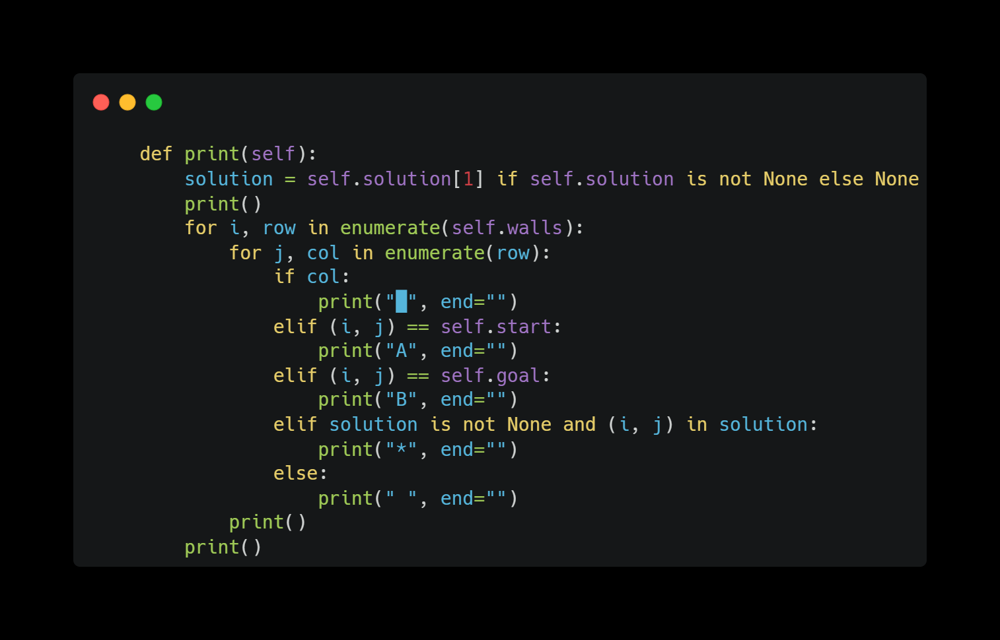 def print(self):
        solution = self.solution[1] if self.solution is not None else None
        print()
        for i, row in enumerate(self.walls):
            for j, col in enumerate(row):
                if col:
                    print("█", end="")
                elif (i, j) == self.start:
                    print("A", end="")
                elif (i, j) == self.goal:
                    print("B", end="")
                elif solution is not None and (i, j) in solution:
                    print("*", end="")
                else:
                    print(" ", end="")
            print()
        print()